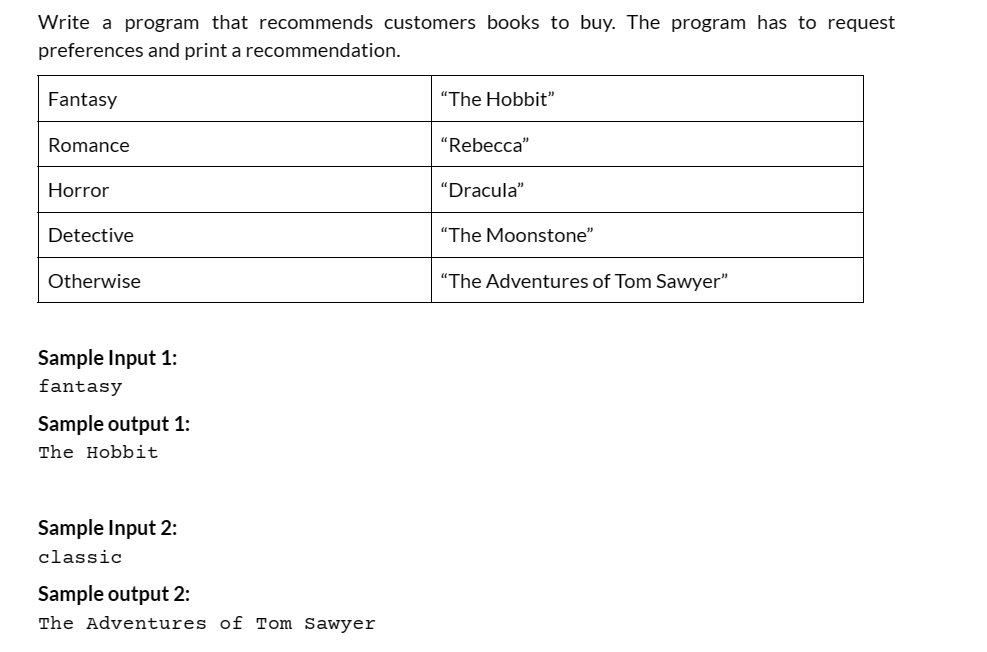 Write a program that recommends customers books to buy. The program has to request
preferences and print a recommendation.
Fantasy “The Hobbit”
Romance “Rebecca”
Horror “Dracula”
Detective “The Moonstone”
Otherwise “The Adventures of Tom Sawyer”
Sample Input 1:
fantasy
Sample output 1:
The Hobbit
Sample Input 2:
classic
Sample output 2:
The Adventures of Tom Sawyer